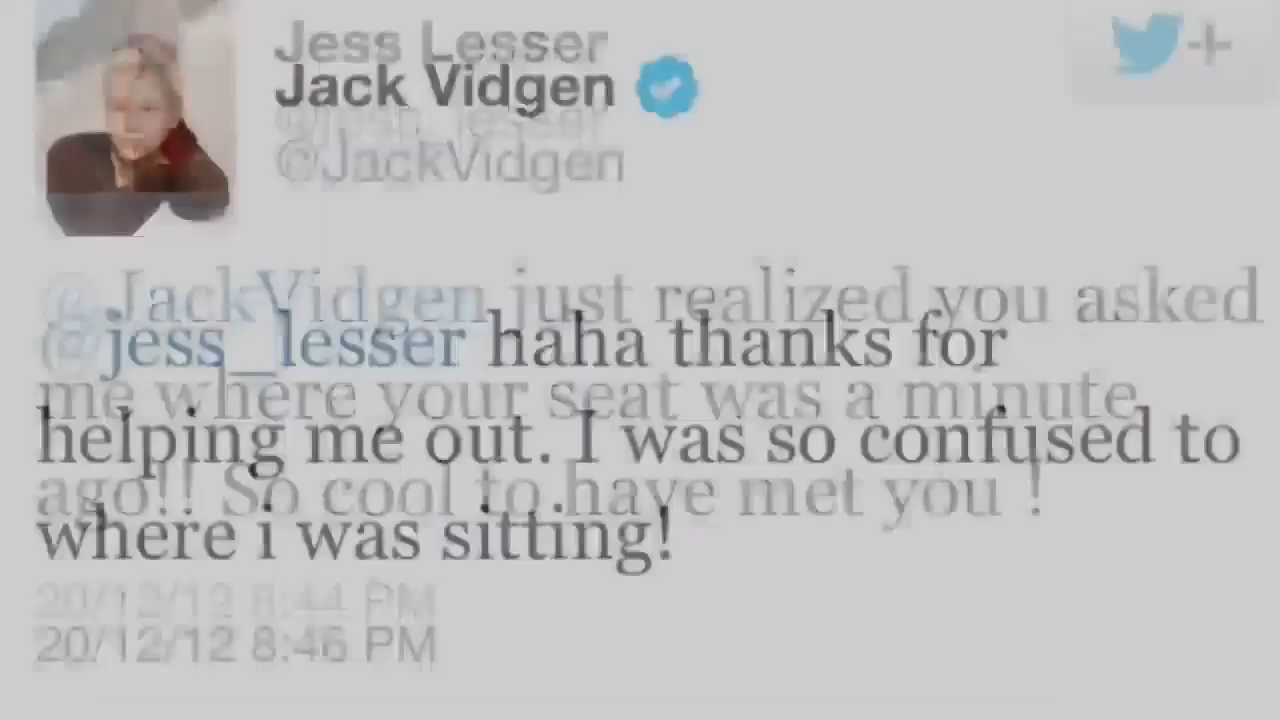 Jess Lesser
Jack Vidgen
@jess_lesser
@JackVidgen
@JackVidgen just realized you asked
@jess_lesser haha thanks for
me where your seat was a minute
helping me out. I was so confused to
ago!! So cool to have met you !
where i was sitting!
20/12/12 8:44 PM
20/12/12 8:46 PM